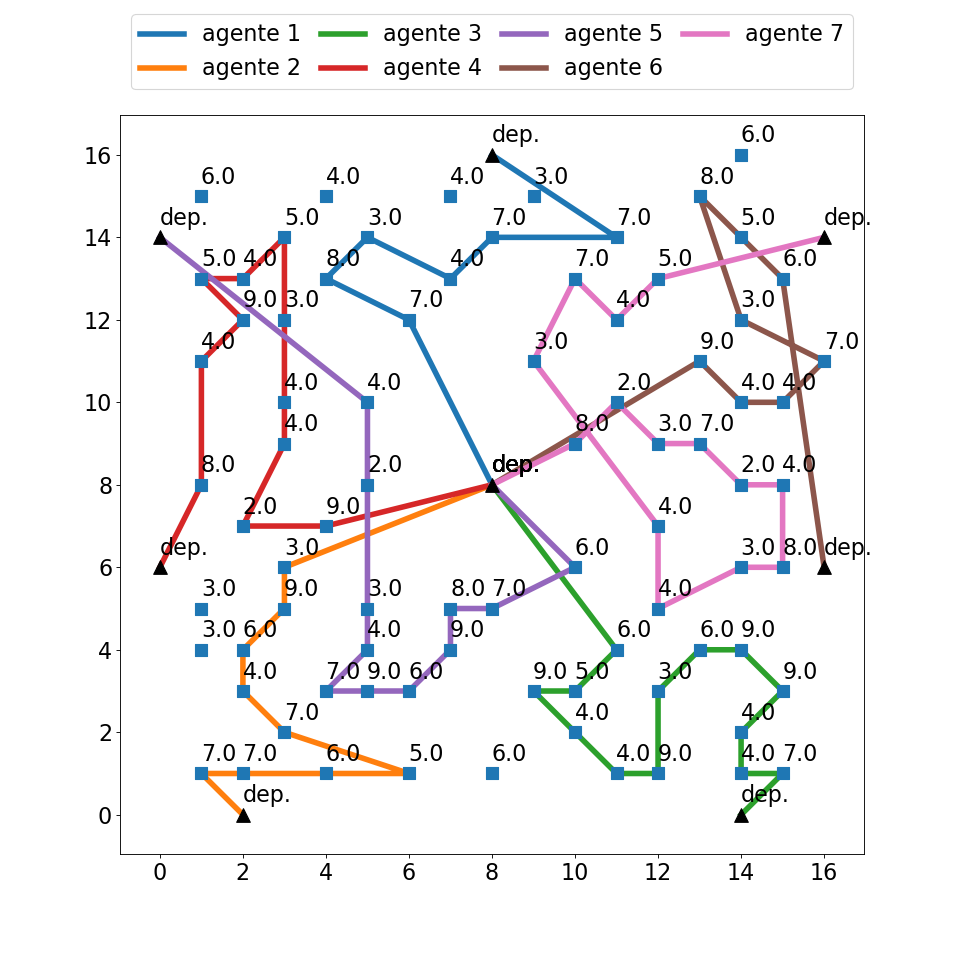 agente 1 agente 3 agente 5 agente 7
agente 2 agente 4 agente 6
dep. 6.0
16
6.0 4.0 4.0 3.0 8.0
dep. 5.0 3.0 7.0 7.0 5.0 dep.
14
5.0 4.0 8.0 4.0 7.0 5.0 6.0
9.0 3.0 7.0 4.0 3.0
12
4.0 3.0 9.0 7.0
4.0 4.0 2.0 4.0 4.0
10
4.0 8.0 3.0 7.0
8.0 2.0 dep. dep. 2.0 4.0
8
2.0 9.0 4.0
dep. 3.0 6.0 3.0 8.0 dep.
6
3.0 9.0 3.0 8.0 7.0 4.0
3.0 6.0 4.0 9.0 6.0 6.0 9.0
4
4.0 7.0 9.0 6.0 9.0 5.0 3.0 9.0
7.0 4.0 4.0
2
7.0 7.0 6.0 5.0 6.0 4.0 9.0 4.0 7.0
dep. dep.
0
0 2 4 6 8 10 12 14 16